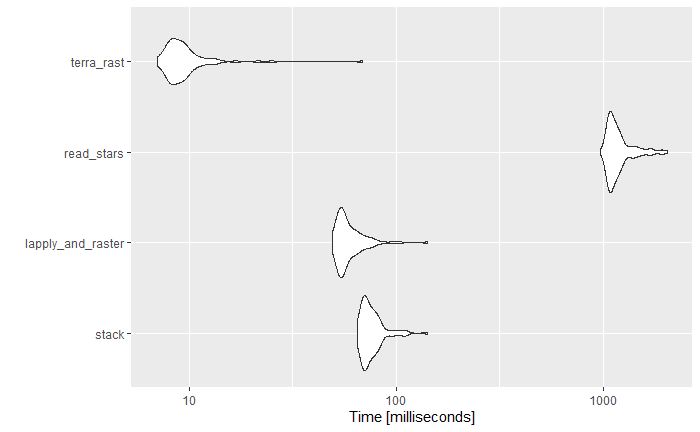 terra_rast
read_stars
lapply_and_raster
stack
10 100 1000
Time [milliseconds]